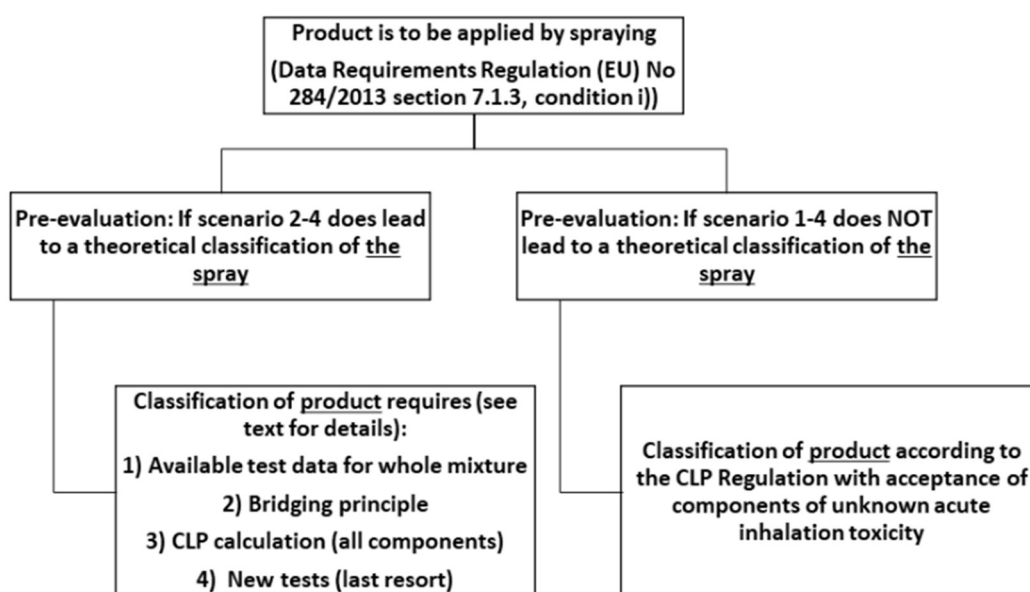 Product is to be applied by spraying
(Data Requirements Regulation (EU) No
284/2013 section 7.1.3, condition i))
Pre-evaluation: If scenario 2-4 does lead
to a theoretical classification of the
spray
Pre-evaluation: If scenario 1-4 does NOT
lead to a theoretical classification of the
spray
Classification of product requires (see
text for details):
1) Available test data for whole mixture
2) Bridging principle
3) CLP calculation (all components)
4) New tests (last resort)
Classification of product according to
the CLP Regulation with acceptance of
components of unknown acute
inhalation toxicity